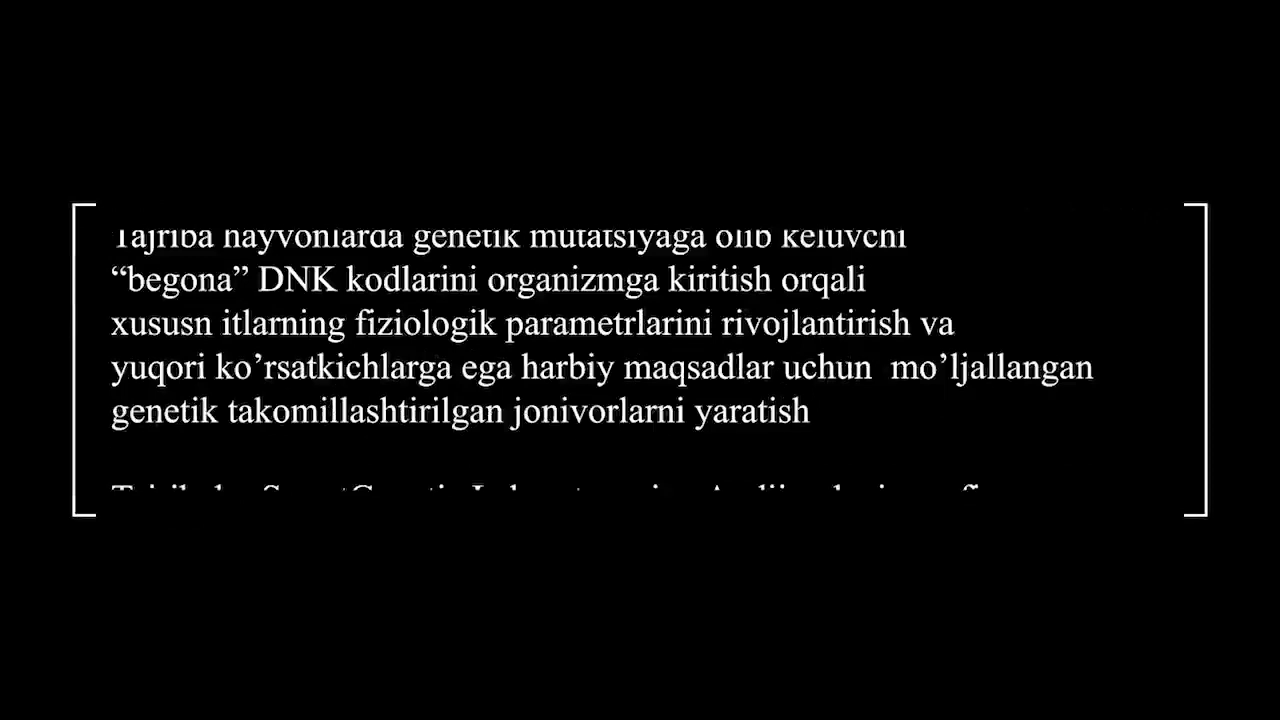 Tajriba hayvonlarda genetik mutatsiyaga olib keluvchi
“begona” DNK kodlarini organizmga kiritish orqali
xususn itlarning fiziologik parametrlarini rivojlantirish va
yuqori ko’rsatkichlarga ega harbiy maqsadlar uchun  mo’ljallangan
genetik takomillashtirilgan jonivorlarni yaratish